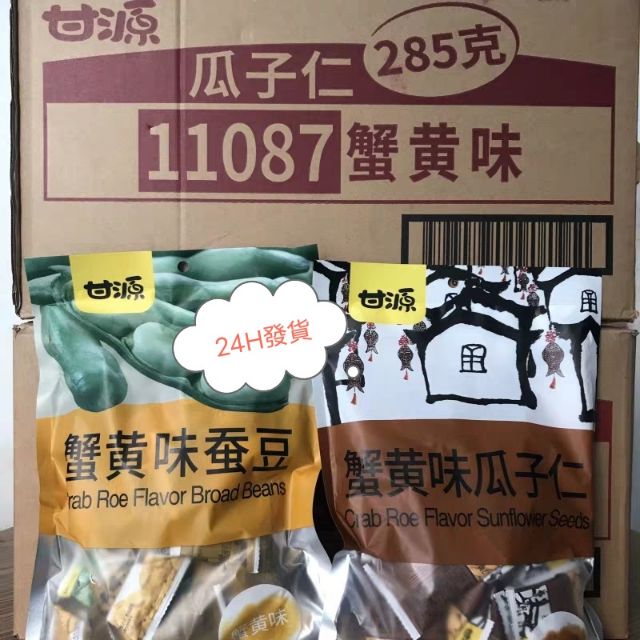 甘源
瓜子仁
285克
11087 蟹黄味
甘源
甘源
24H發貨
蟹黄味蚕豆
Crab Roe Flavor Broad Beans
蟹黄味瓜子仁
Crab Roe Flavor Sunflower Seeds
蟹黄味